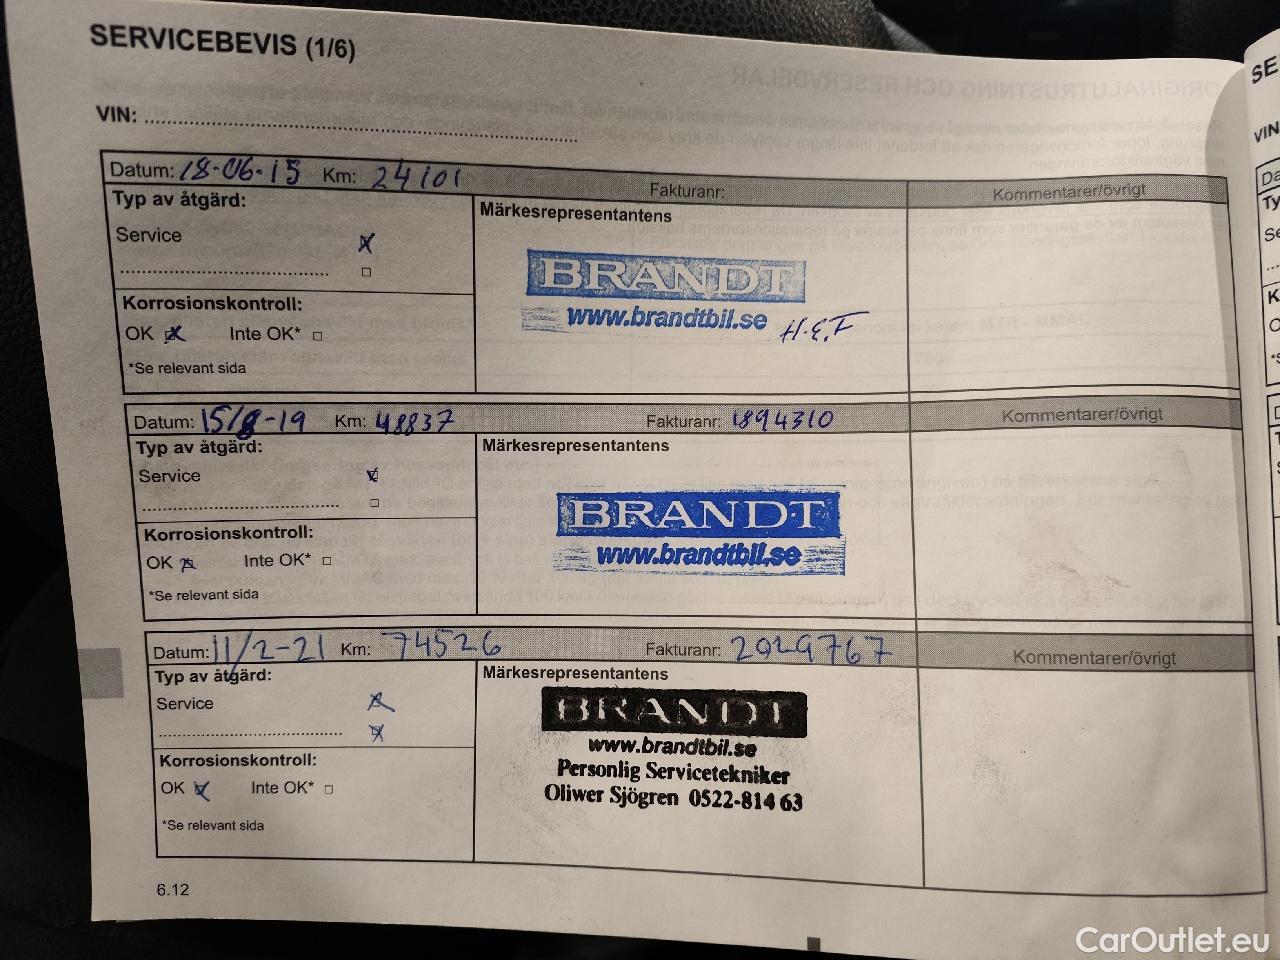 SERVICEBEVIS (1/6)
VIN:
Datum: 18-06-15 Km: 24101 Fakturanr: Kommentarer/övrigt
Typ av åtgärd: Märkesrepresentantens
Service
BRANDT
www.brandtbil.se H.E.F
Korrosionskontroll:
OK Inte OK*
*Se relevant sida
Datum: 15/8-19 Km: 48837 Fakturanr: 1894310 Kommentarer/övrigt
Typ av åtgärd: Märkesrepresentantens
Service
BRANDT
www.brandtbil.se
Korrosionskontroll:
OK Inte OK*
*Se relevant sida
Datum: 11/2-21 Km: 74526 Fakturanr: 2029767 Kommentarer/övrigt
Typ av åtgärd: Märkesrepresentantens
Service
BRANDT
www.brandtbil.se
Personlig Servicetekniker
Oliwer Sjögren 0522-814 63
Korrosionskontroll:
OK Inte OK*
*Se relevant sida
6.12
SE
VIN
CarOutlet.eu